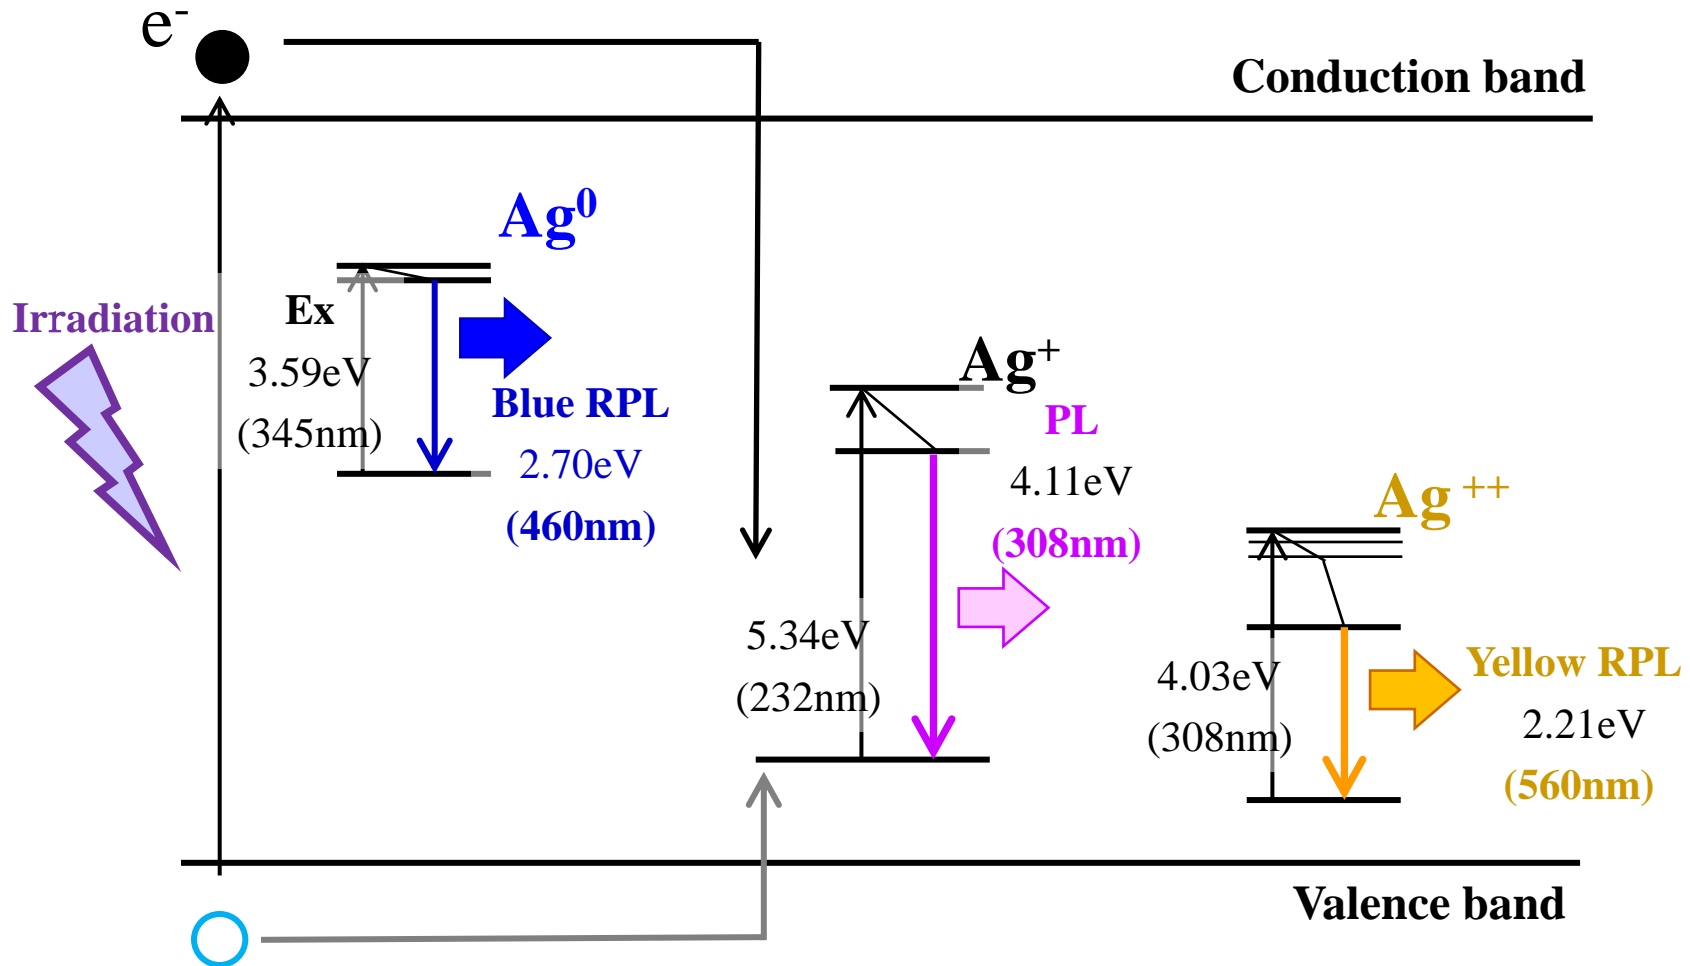 e⁻
Conduction band
Ag⁰
Irradiation
Ex
3.59eV
(345nm)
Blue RPL
2.70eV
(460nm)
Ag⁺
PL
4.11eV
(308nm)
5.34eV
(232nm)
Ag⁺⁺
4.03eV
(308nm)
Yellow RPL
2.21eV
(560nm)
Valence band